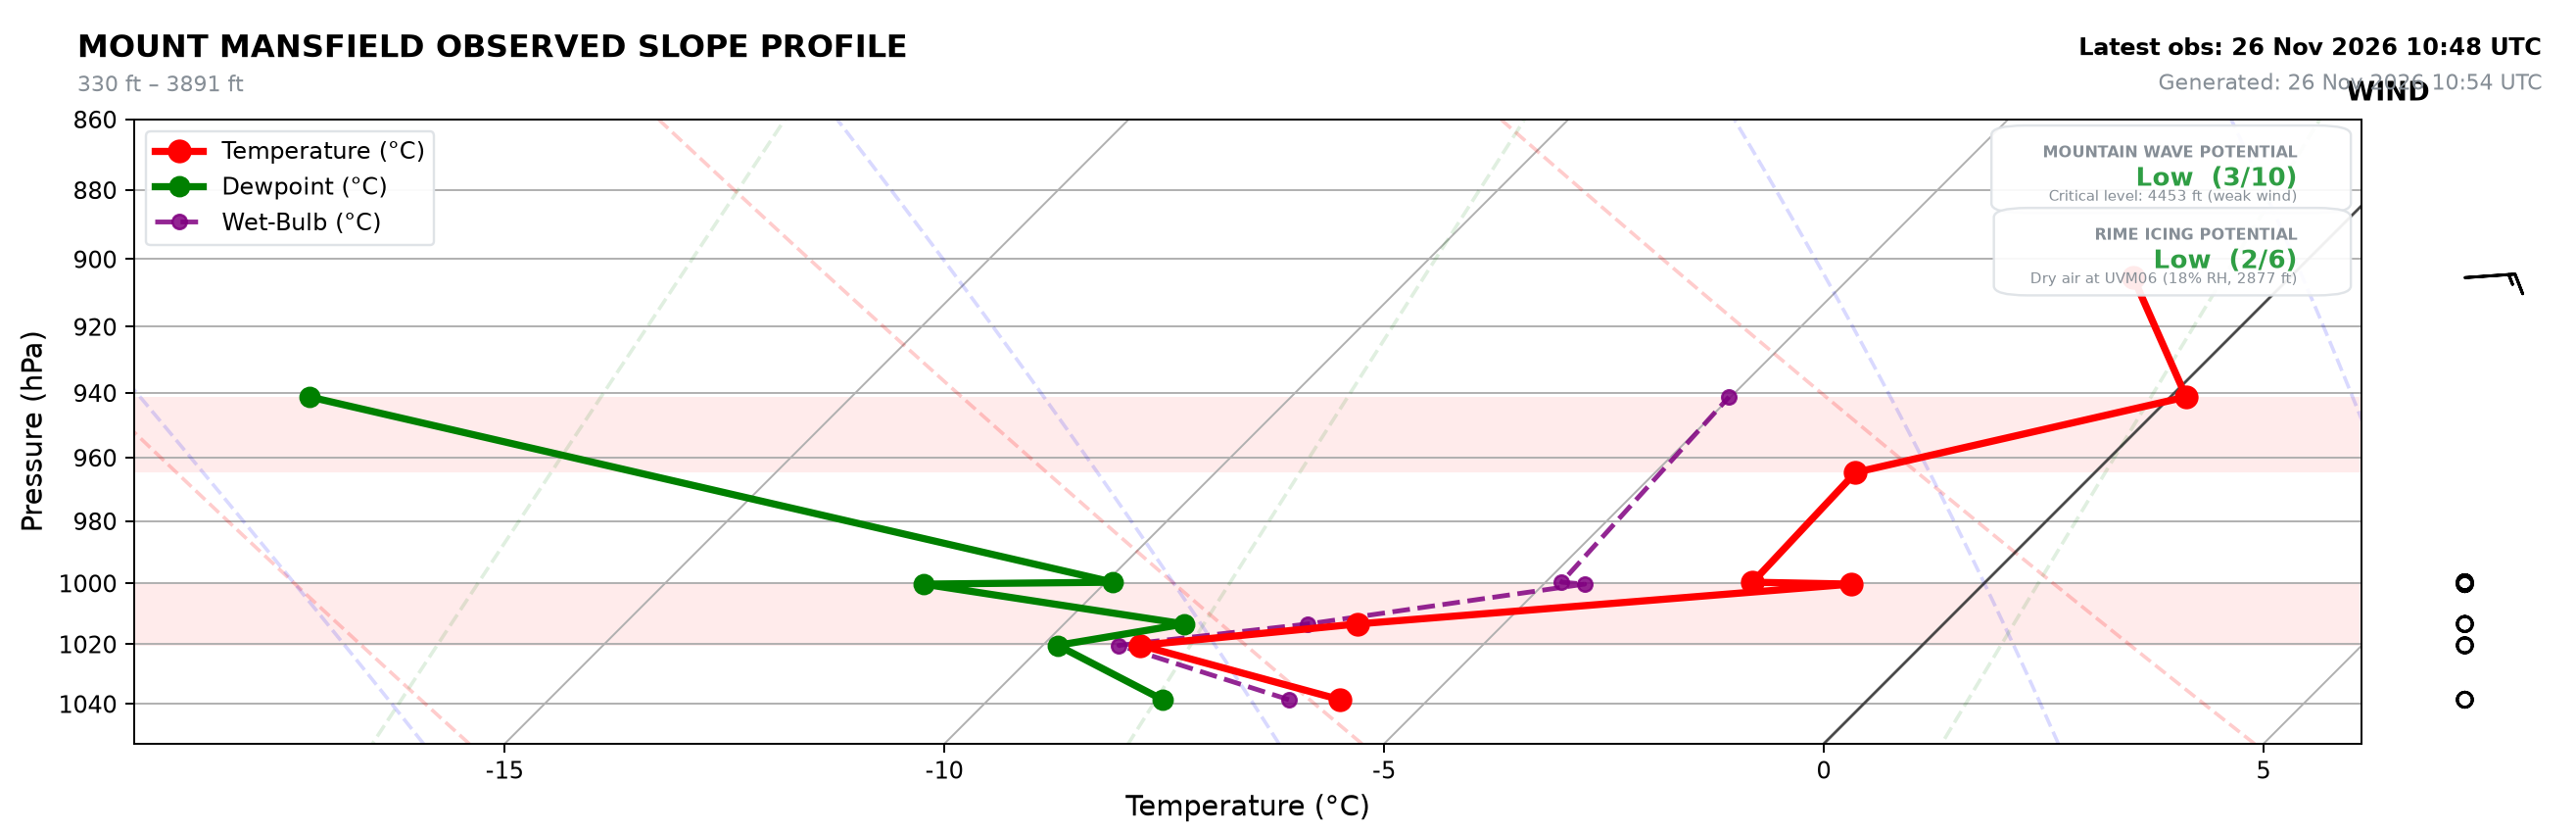 MOUNT MANSFIELD OBSERVED SLOPE PROFILE
330 ft – 3891 ft
Latest obs: 26 Nov 2026 10:48 UTC
Generated: 26 Nov 2026 10:54 UTC
WIND
Temperature (°C)
Dewpoint (°C)
Wet-Bulb (°C)
MOUNTAIN WAVE POTENTIAL
Low (3/10)
Critical level: 4453 ft (weak wind)
RIME ICING POTENTIAL
Low (2/6)
Dry air at UVM06 (18% RH, 2877 ft)
Pressure (hPa)
860
880
900
920
940
960
980
1000
1020
1040
-15
-10
-5
0
5
Temperature (°C)